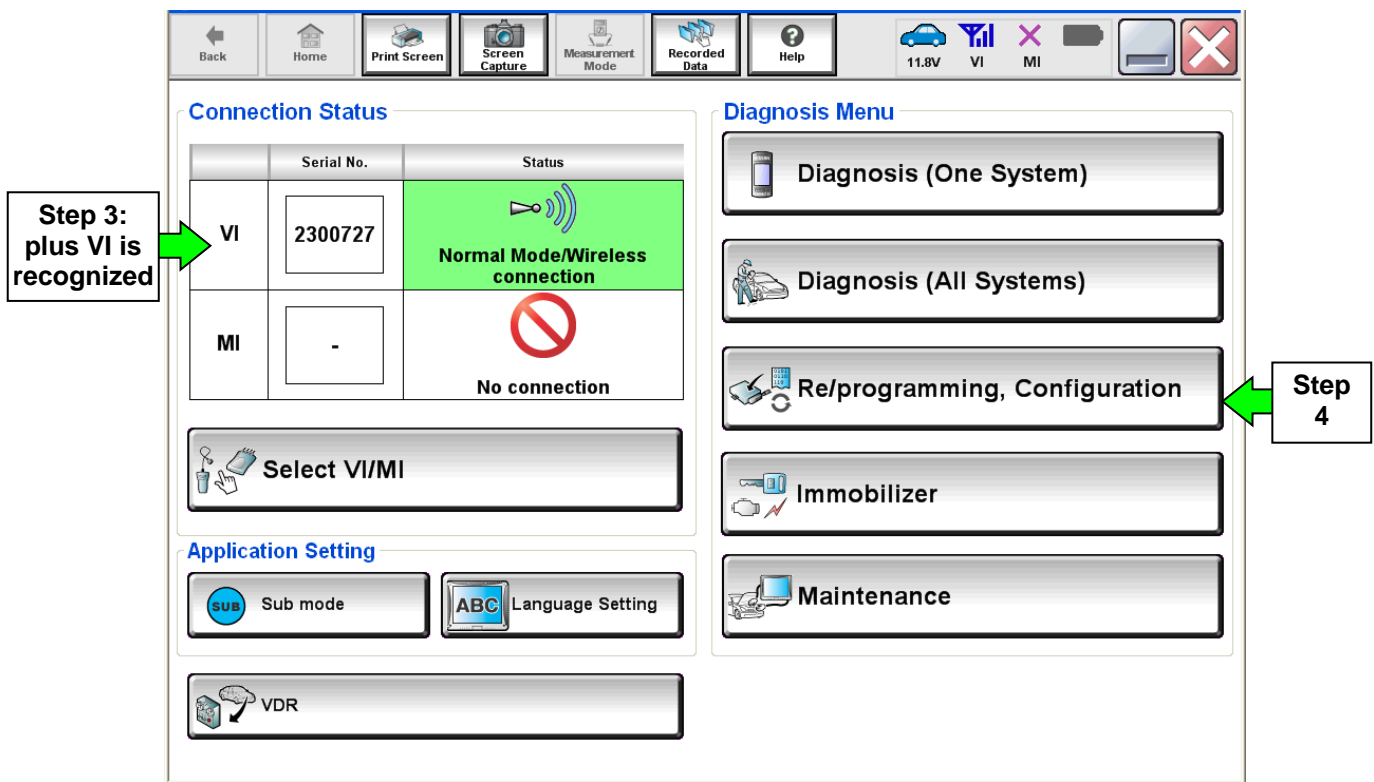 Back
Home
Print Screen
Screen
Capture
Measurement
Mode
Recorded
Data
?
Help
11.8V
VI
MI
Connection Status
Serial No.
Status
VI
2300727
Normal Mode/Wireless
connection
MI
-
No connection
Select VI/MI
Application Setting
SUB
Sub mode
ABC
Language Setting
VDR
Diagnosis Menu
Diagnosis (One System)
Diagnosis (All Systems)
Re/programming, Configuration
Immobilizer
Maintenance
Step 3:
plus VI is
recognized
Step
4